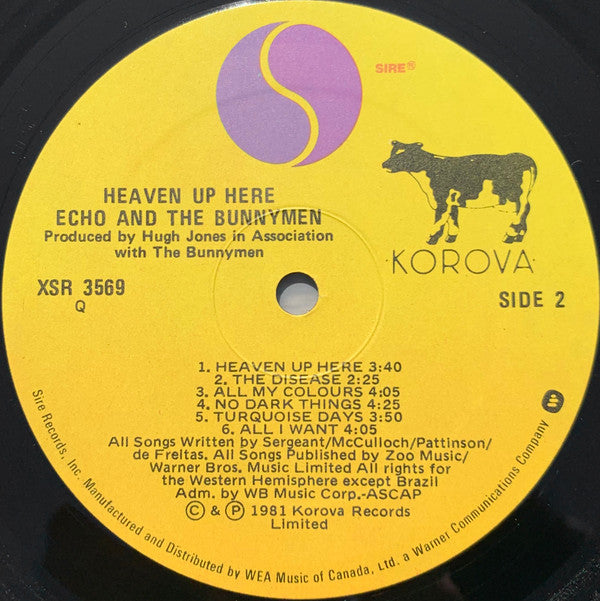 SIRE®
KOROVA
HEAVEN UP HERE
ECHO AND THE BUNNYMEN
Produced by Hugh Jones in Association
with The Bunnymen
XSR 3569
Q
SIDE 2
1. HEAVEN UP HERE 3:40
2. THE DISEASE 2:25
3. ALL MY COLOURS 4:05
4. NO DARK THINGS 4:25
5. TURQUOISE DAYS 3:50
6. ALL I WANT 4:05
All Songs Written by Sergeant/McCulloch/Pattinson/
de Freitas. All Songs Published by Zoo Music/
Warner Bros. Music Limited All rights for
the Western Hemisphere except Brazil
Adm. by WB Music Corp.-ASCAP
© & ℗ 1981 Korova Records
Limited
Sire Records, Inc. Manufactured and Distributed by WEA Music of Canada, Ltd. a Warner Communications Company